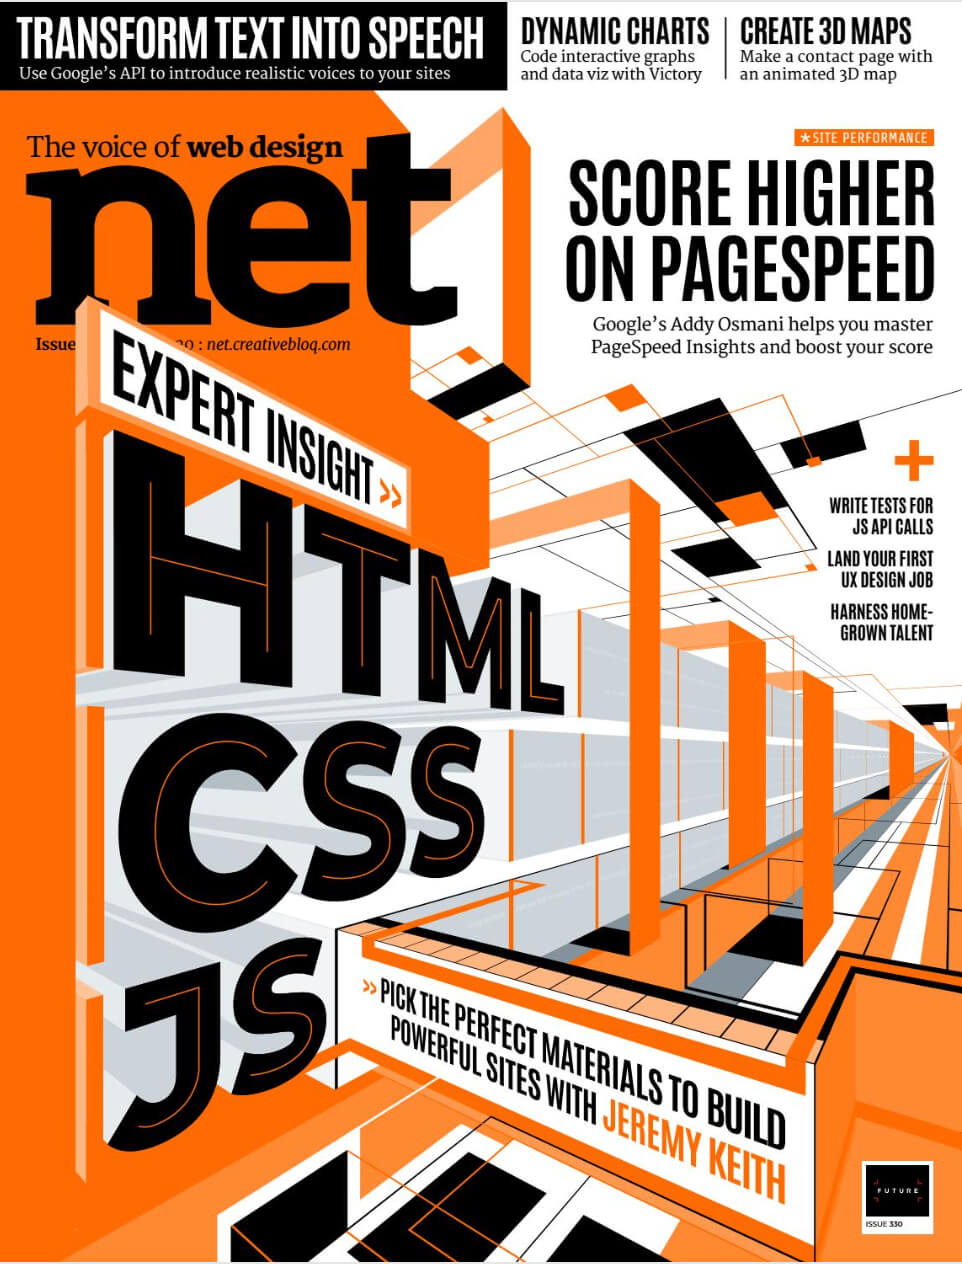 TRANSFORM TEXT INTO SPEECH
Use Google’s API to introduce realistic voices to your sites
DYNAMIC CHARTS
Code interactive graphs
and data viz with Victory
CREATE 3D MAPS
Make a contact page with
an animated 3D map
The voice of web design
net
Issue : net.creativebloq.com
*SITE PERFORMANCE
SCORE HIGHER
ON PAGESPEED
Google’s Addy Osmani helps you master
PageSpeed Insights and boost your score
EXPERT INSIGHT »
HTML
CSS
JS
+
WRITE TESTS FOR
JS API CALLS
LAND YOUR FIRST
UX DESIGN JOB
HARNESS HOME-
GROWN TALENT
» PICK THE PERFECT MATERIALS TO BUILD
POWERFUL SITES WITH JEREMY KEITH
FUTURE
ISSUE 330